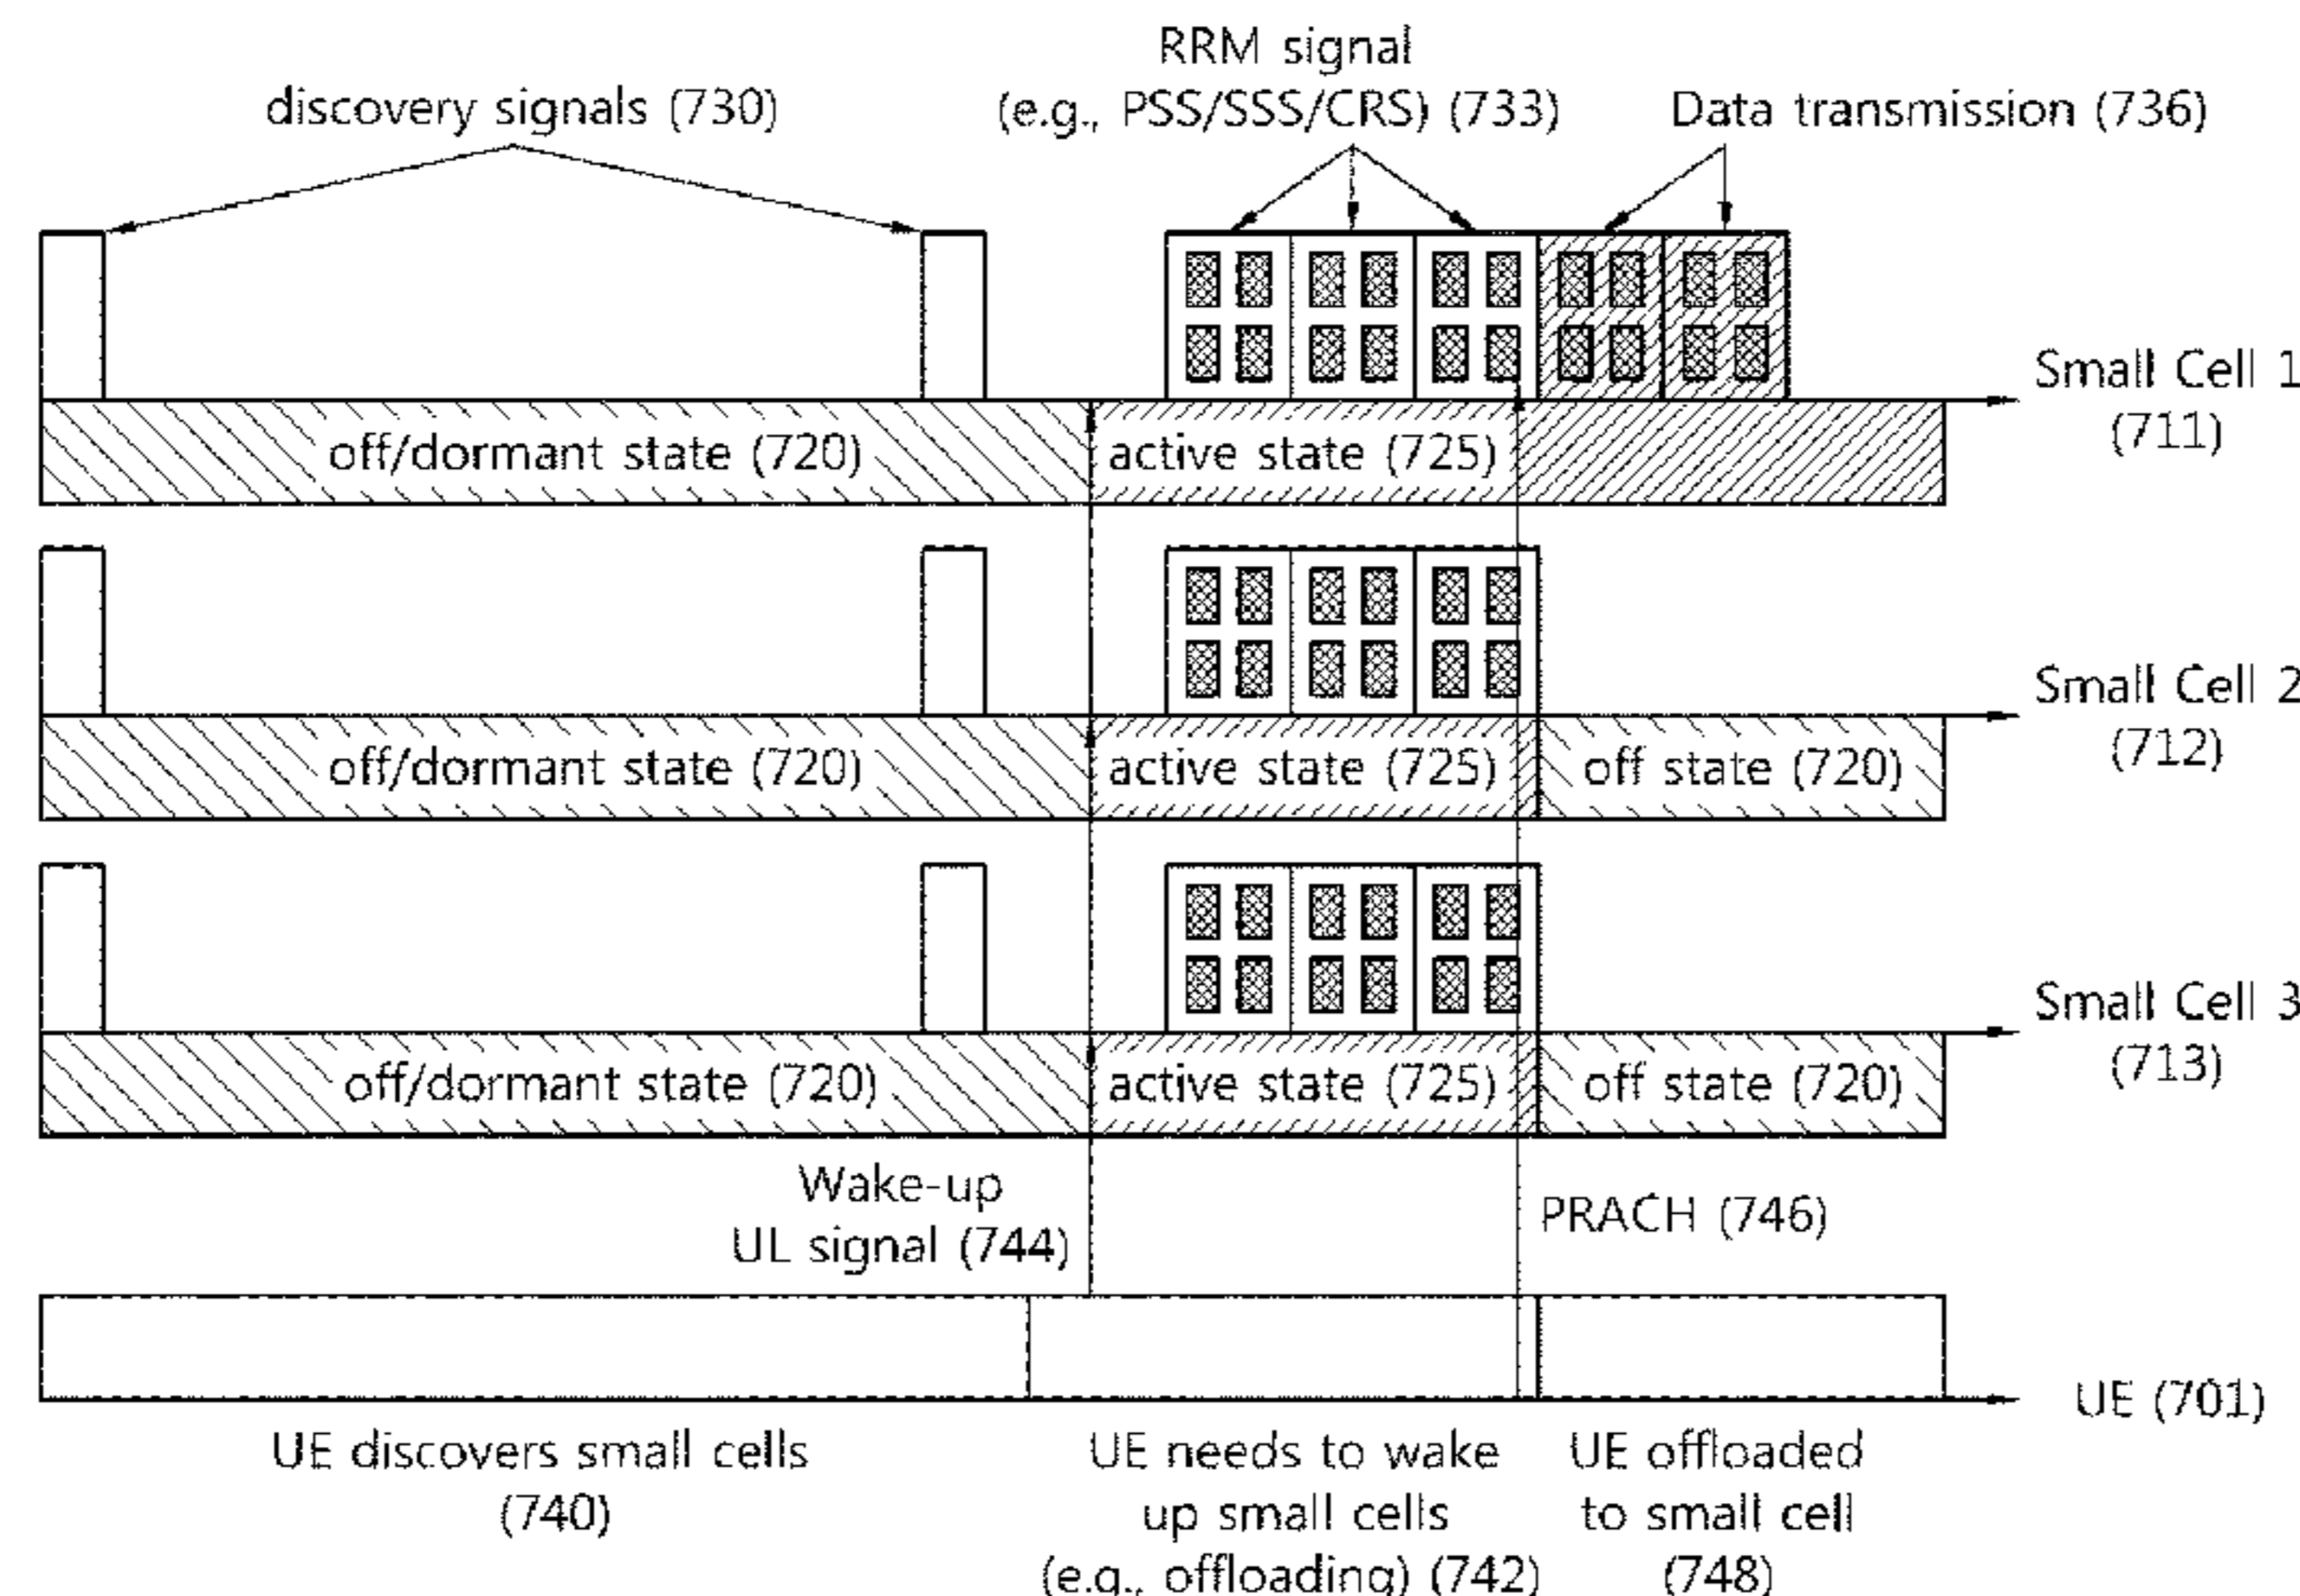 RRM signal
discovery signals (730)
(e.g., PSS/SSS/CRS) (733)
Data transmission (736)
Small Cell 1
(711)
off/dormant state (720)
active state (725)
Small Cell 2
(712)
off/dormant state (720)
active state (725)
off state (720)
Small Cell 3
(713)
off/dormant state (720)
active state (725)
off state (720)
Wake-up
UL signal (744)
PRACH (746)
UE (701)
UE discovers small cells
(740)
UE needs to wake
up small cells
(e.g., offloading) (742)
UE offloaded
to small cell
(748)